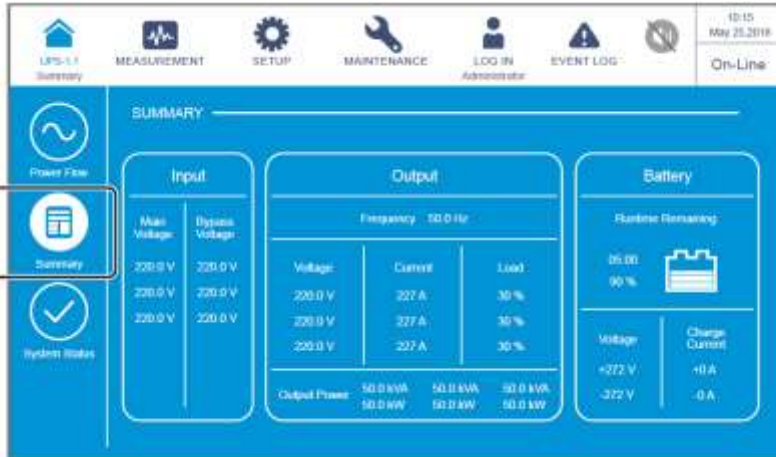 10:15
May 25,2018
UPS-1.1
Summary
MEASUREMENT
SETUP
MAINTENANCE
LOG IN
Administrator
EVENT LOG
On-Line
SUMMARY
Power Flow
Summary
System Status
Input
Main Voltage
Bypass Voltage
220.0 V 220.0 V
220.0 V 220.0 V
220.0 V 220.0 V
Output
Frequency 50.0 Hz
Voltage Current Load
220.0 V 227 A 30 %
220.0 V 227 A 30 %
220.0 V 227 A 30 %
Output Power 50.0 kVA 50.0 kVA 50.0 kVA
50.0 kW 50.0 kW 50.0 kW
Battery
Runtime Remaining
05:00
90 %
Voltage
Charge Current
+272 V +0 A
-272 V -0 A